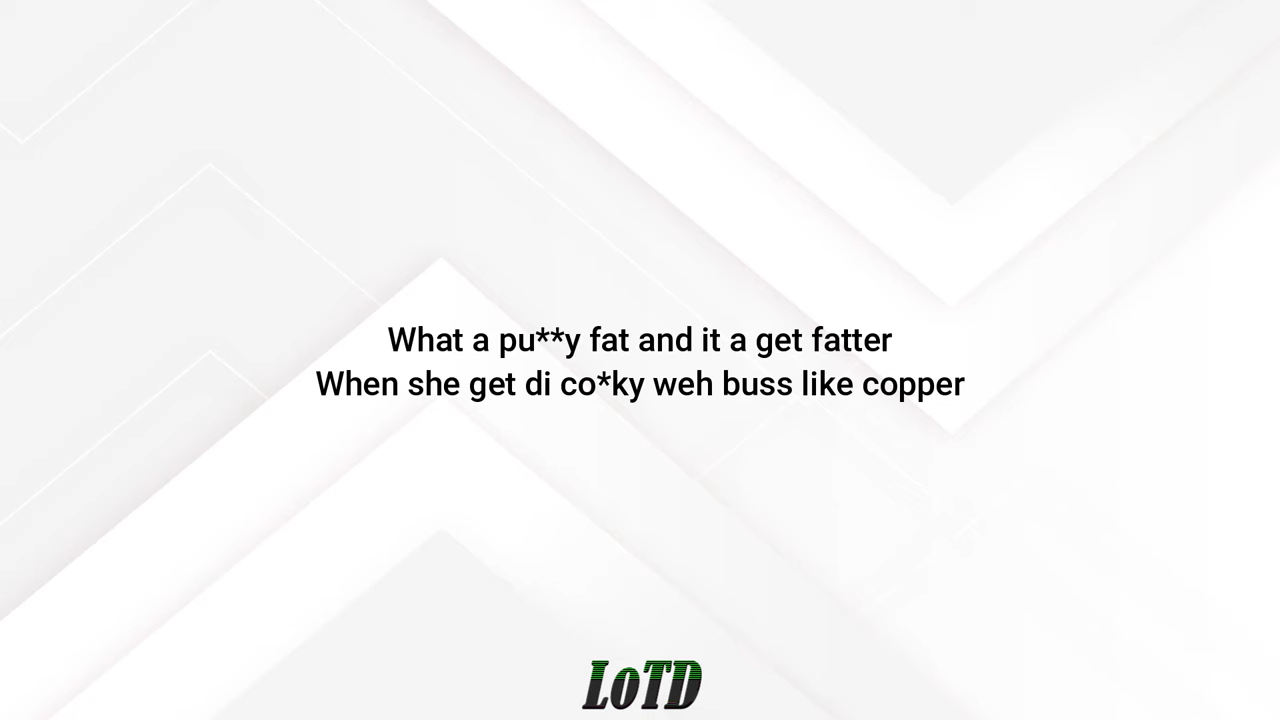 What a pu**y fat and it a get fatter
When she get di co*ky weh buss like copper
LoTD